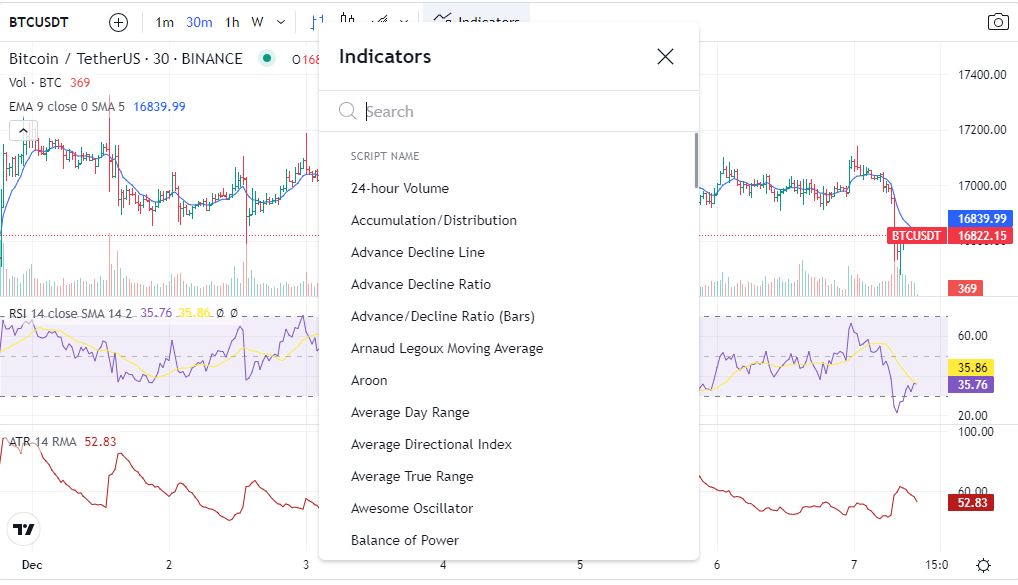 BTCUSDT
1m 30m 1h W
Indicators
Bitcoin / TetherUS · 30 · BINANCE
O168
Vol · BTC 369
EMA 9 close 0 SMA 5 16839.99
Indicators
Search
SCRIPT NAME
24-hour Volume
Accumulation/Distribution
Advance Decline Line
Advance Decline Ratio
Advance/Decline Ratio (Bars)
Arnaud Legoux Moving Average
Aroon
Average Day Range
Average Directional Index
Average True Range
Awesome Oscillator
Balance of Power
17400.00
17200.00
17000.00
16839.99
BTCUSDT 16822.15
369
RSI 14 close SMA 14 2 35.76 35.86 Ø Ø
60.00
35.86
35.76
20.00
ATR 14 RMA 52.83
100.00
60.00
52.83
Dec 2 3 4 5 6 7 15:0